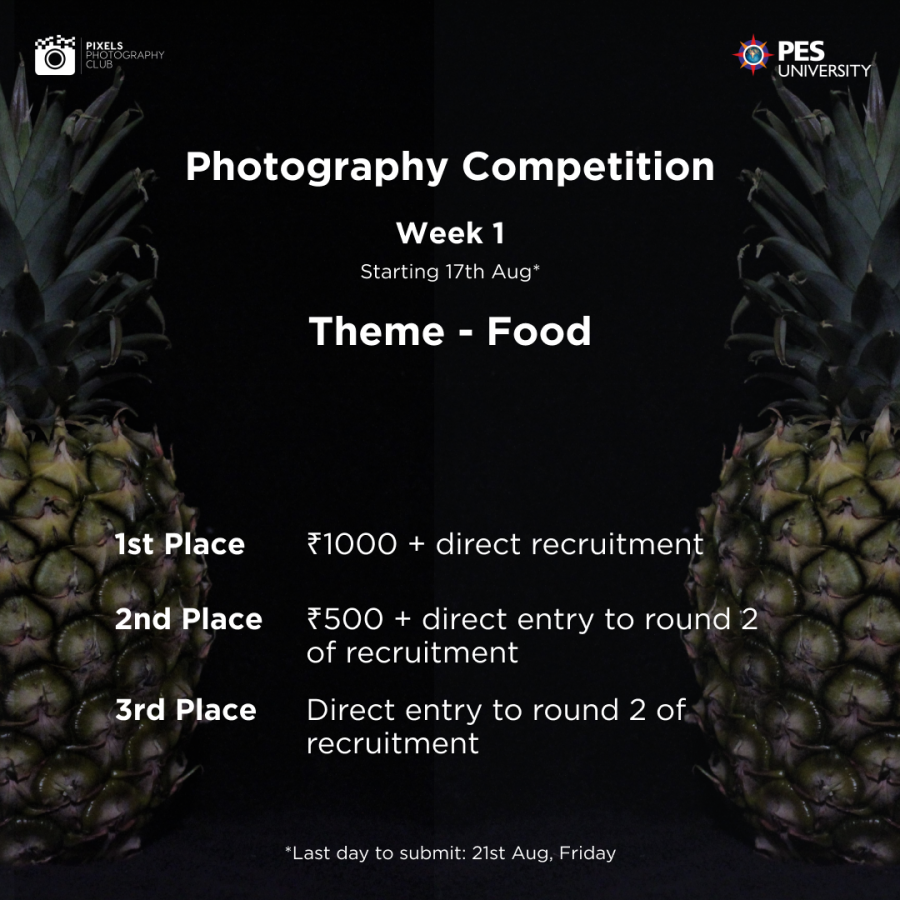 PIXELS
PHOTOGRAPHY
CLUB
PES
UNIVERSITY
Photography Competition
Week 1
Starting 17th Aug*
Theme - Food
1st Place ₹1000 + direct recruitment
2nd Place ₹500 + direct entry to round 2
of recruitment
3rd Place Direct entry to round 2 of
recruitment
*Last day to submit: 21st Aug, Friday